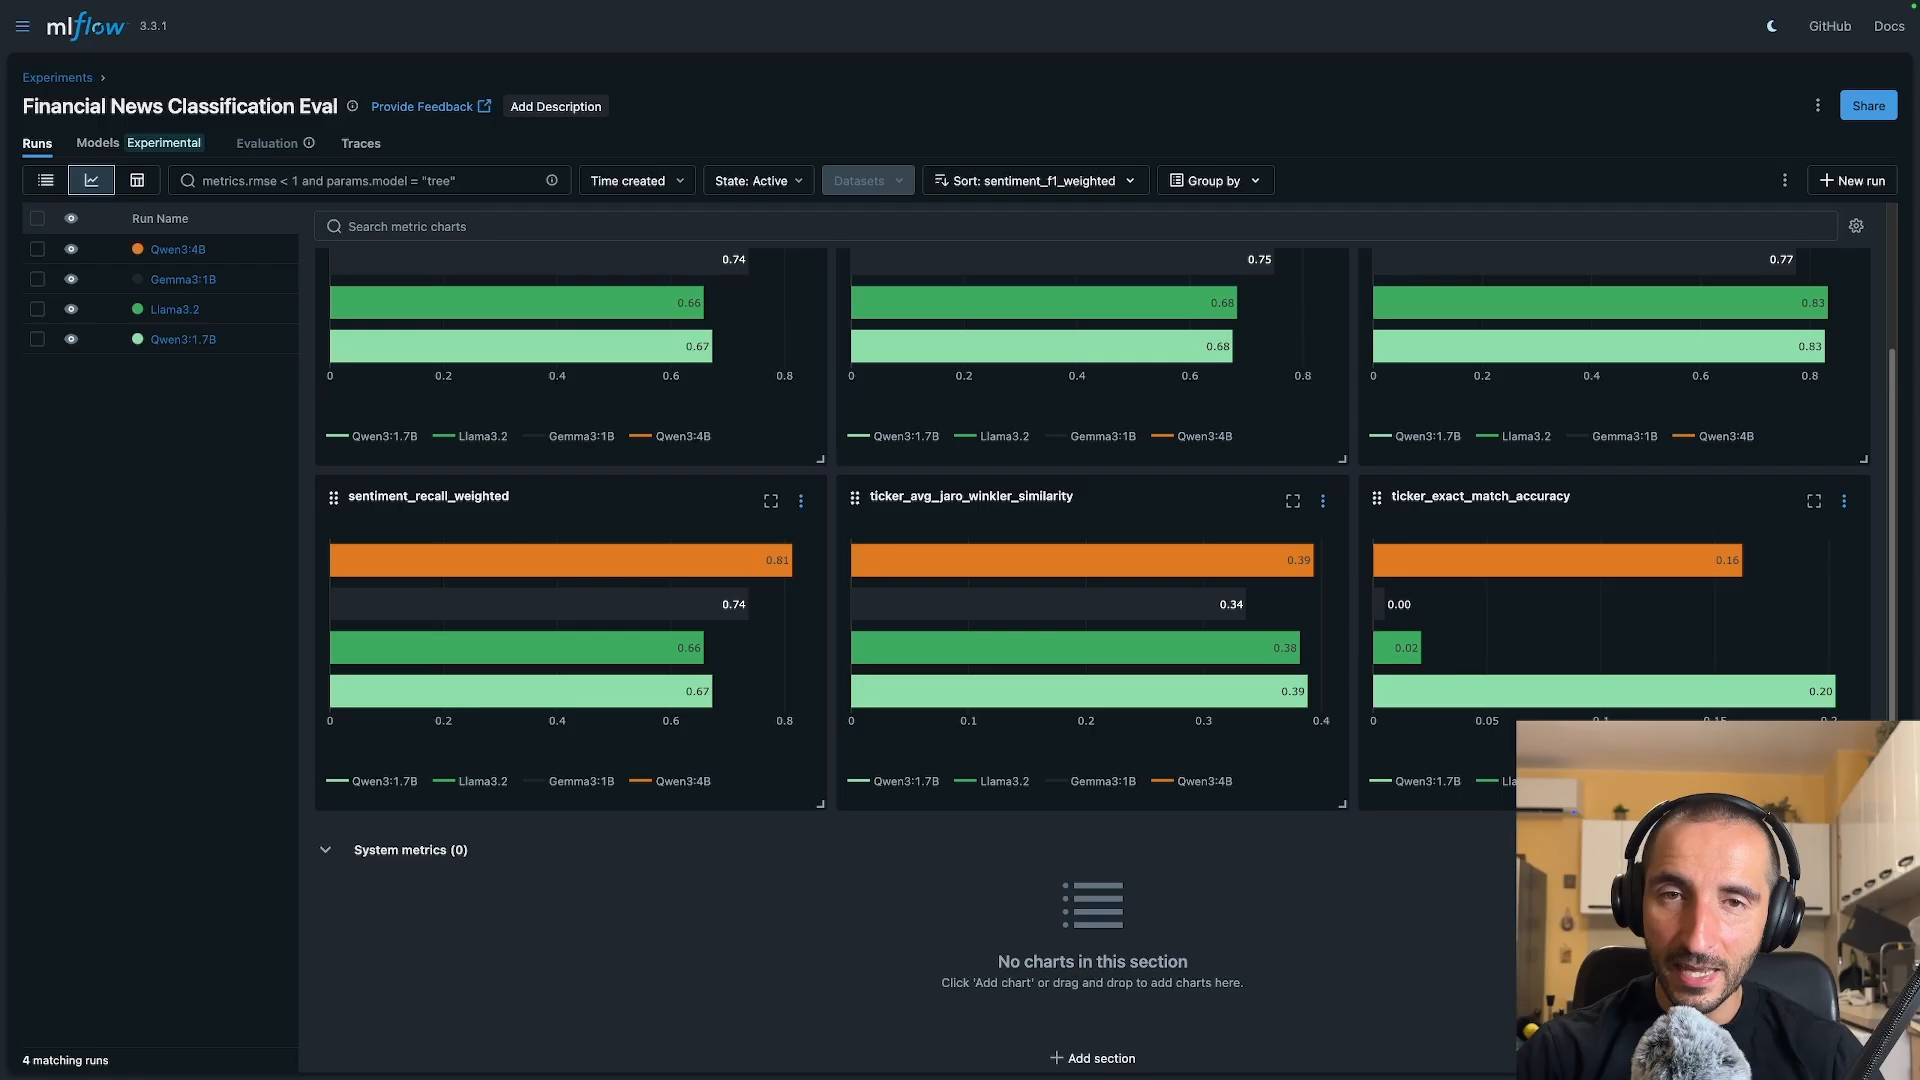 mlflow 3.3.1
GitHub Docs
Experiments
Financial News Classification Eval Provide Feedback Add Description
Share
Runs Models Experimental Evaluation Traces
metrics.rmse < 1 and params.model = "tree" Time created State: Active Datasets Sort: sentiment_f1_weighted Group by New run
Run Name
Qwen3:4B
Gemma3:1B
Llama3.2
Qwen3:1.7B
4 matching runs
Search metric charts
0.74
0.66
0.67
0 0.2 0.4 0.6 0.8
Qwen3:1.7B Llama3.2 Gemma3:1B Qwen3:4B
0.75
0.68
0.68
0 0.2 0.4 0.6 0.8
Qwen3:1.7B Llama3.2 Gemma3:1B Qwen3:4B
0.77
0.83
0.83
0 0.2 0.4 0.6 0.8
Qwen3:1.7B Llama3.2 Gemma3:1B Qwen3:4B
sentiment_recall_weighted
0.81
0.74
0.66
0.67
0 0.2 0.4 0.6 0.8
Qwen3:1.7B Llama3.2 Gemma3:1B Qwen3:4B
ticker_avg_jaro_winkler_similarity
0.39
0.34
0.38
0.39
0 0.1 0.2 0.3 0.4
Qwen3:1.7B Llama3.2 Gemma3:1B Qwen3:4B
ticker_exact_match_accuracy
0.16
0.00
0.02
0.20
0 0.05
Qwen3:1.7B
System metrics (0)
No charts in this section
Click 'Add chart' or drag and drop to add charts here.
Add section